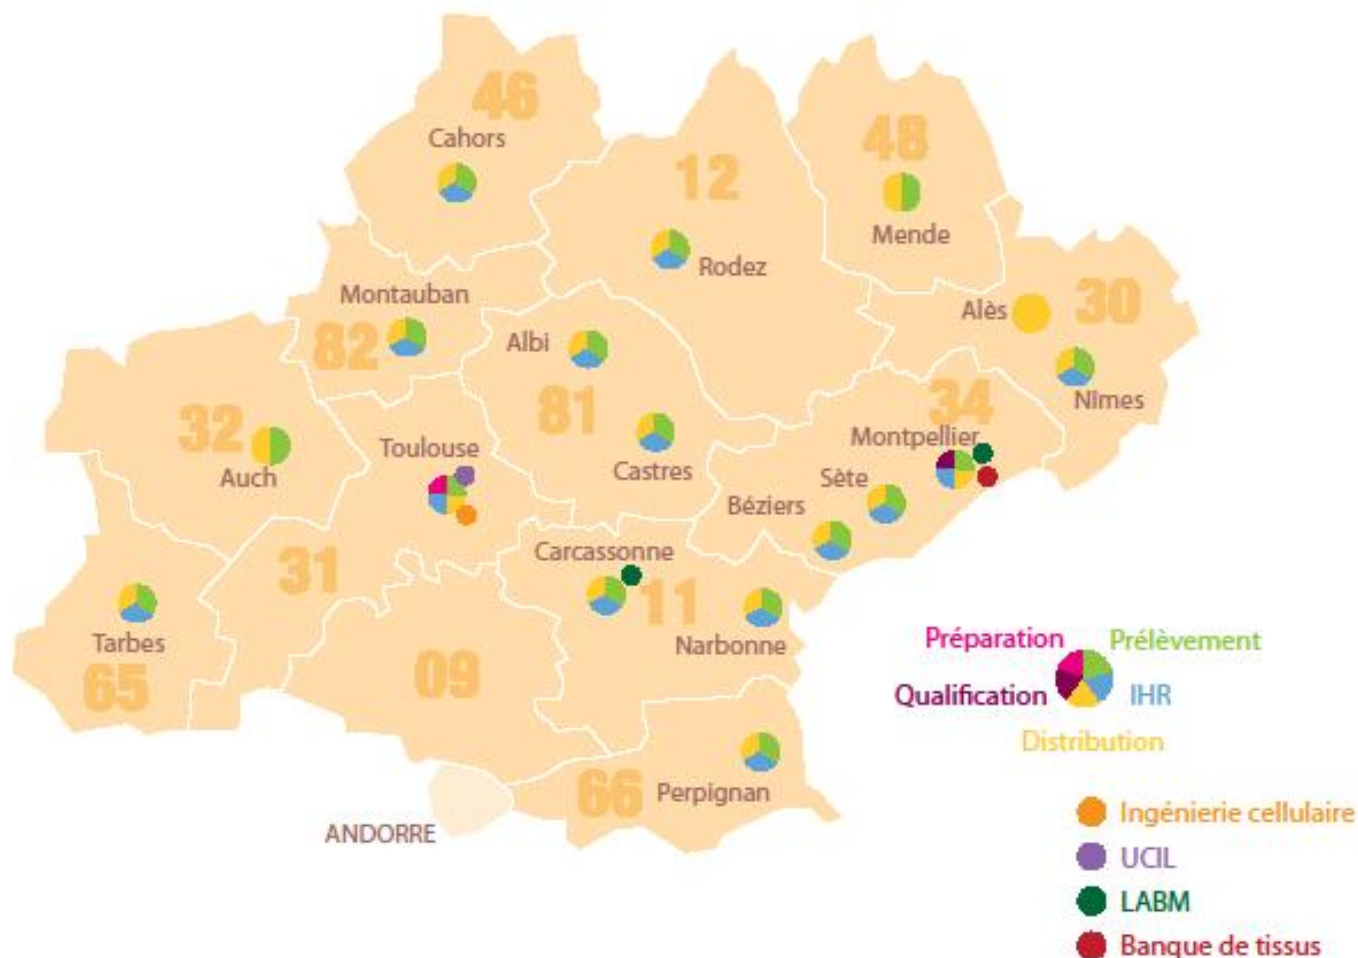 46
Cahors
12
48
Mende
Rodez
Montauban
82
Alès
30
Albi
Nîmes
81
34
32
Auch
Toulouse
Castres
Montpellier
Sète
Béziers
31
Carcassonne
11
Narbonne
Tarbes
65
09
66
Perpignan
ANDORRE
Préparation
Prélèvement
Qualification
IHR
Distribution
Ingénierie cellulaire
UCIL
LABM
Banque de tissus